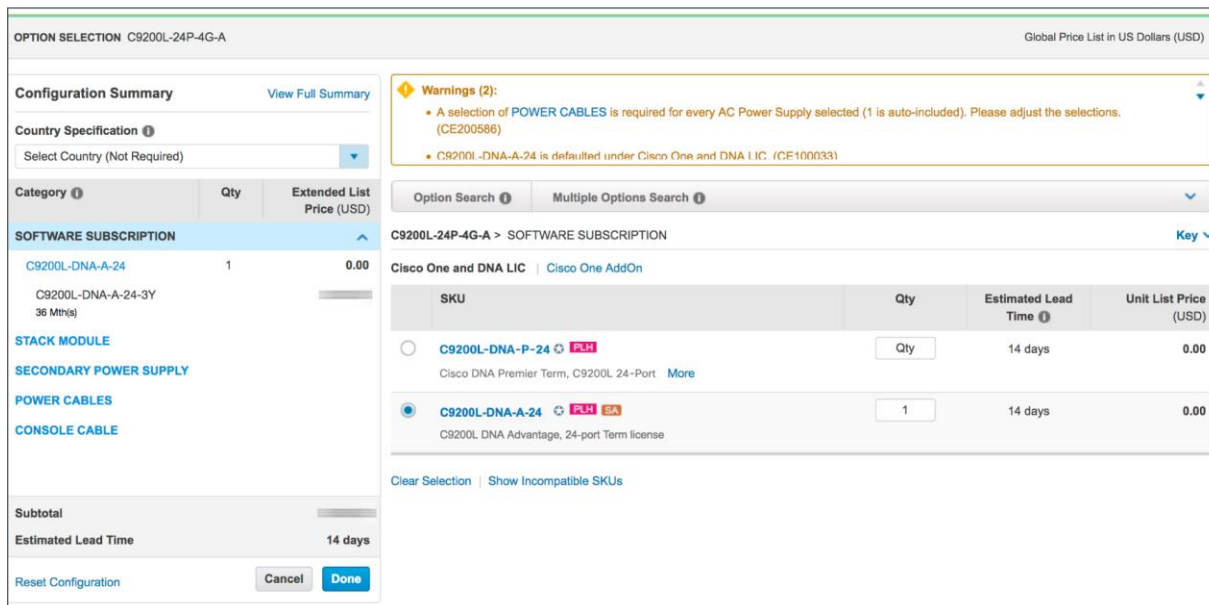 OPTION SELECTION C9200L-24P-4G-A
Global Price List in US Dollars (USD)
Configuration Summary
View Full Summary
Country Specification
Select Country (Not Required)
Category
Qty
Extended List
Price (USD)
SOFTWARE SUBSCRIPTION
C9200L-DNA-A-24
1
0.00
C9200L-DNA-A-24-3Y
36 Mth(s)
STACK MODULE
SECONDARY POWER SUPPLY
POWER CABLES
CONSOLE CABLE
Subtotal
Estimated Lead Time
14 days
Reset Configuration
Cancel
Done
Warnings (2):
• A selection of POWER CABLES is required for every AC Power Supply selected (1 is auto-included). Please adjust the selections.
(CE200586)
• C9200L-DNA-A-24 is defaulted under Cisco One and DNA LIC. (CE100033)
Option Search
Multiple Options Search
C9200L-24P-4G-A > SOFTWARE SUBSCRIPTION
Key
Cisco One and DNA LIC | Cisco One AddOn
SKU
Qty
Estimated Lead
Time
Unit List Price
(USD)
C9200L-DNA-P-24 PLH
Qty
14 days
0.00
Cisco DNA Premier Term, C9200L 24-Port More
C9200L-DNA-A-24 PLH SA
1
14 days
0.00
C9200L DNA Advantage, 24-port Term license
Clear Selection | Show Incompatible SKUs